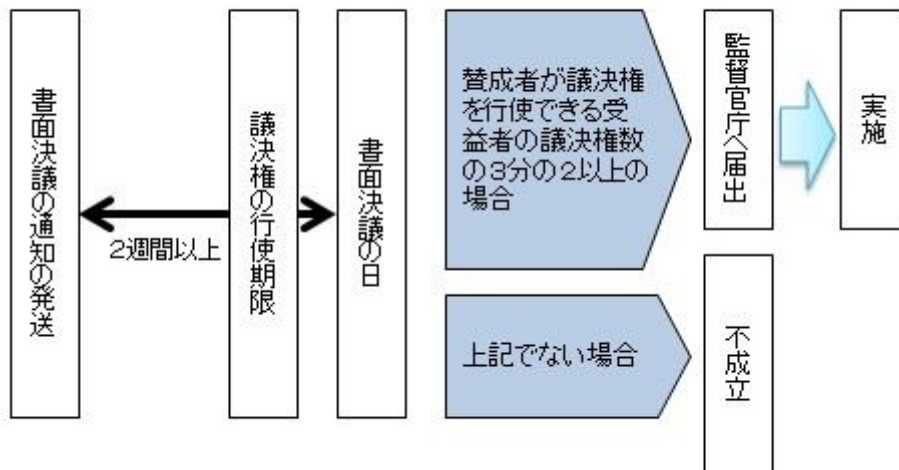 書面決議の通知の発送
2週間以上
議決権の行使期限
書面決議の日
賛成者が議決権
を行使できる受
益者の議決権数
の3分の2以上の
場合
監督官庁へ届出
実施
上記でない場合
不成立